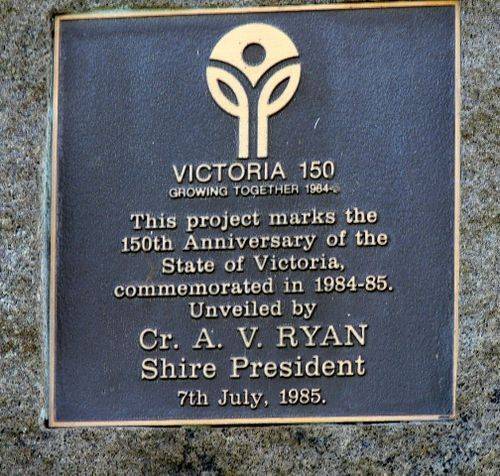 VICTORIA 150
GROWING TOGETHER 1984-
This project marks the
150th Anniversary of the
State of Victoria,
commemorated in 1984-85.
Unveiled by
Cr. A. V. RYAN
Shire President
7th July, 1985.